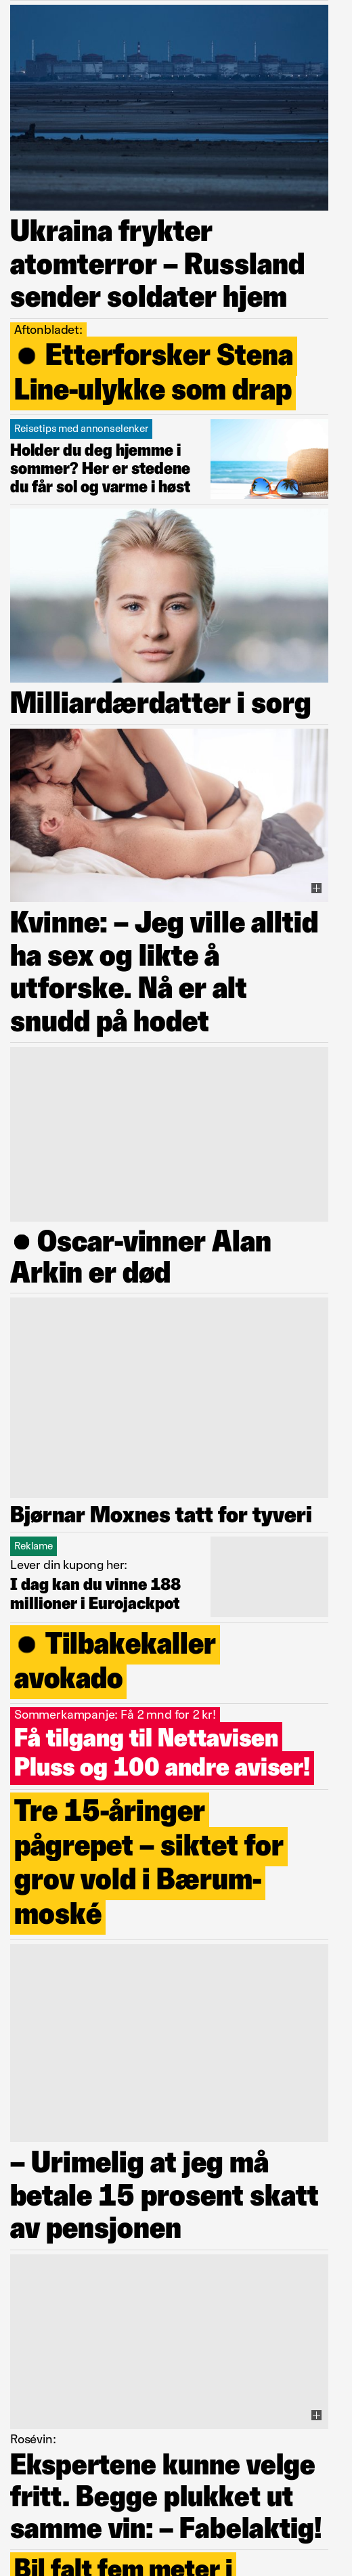 Ukraina frykter
atomterror – Russland
sender soldater hjem
Aftonbladet:
● Etterforsker Stena
Line-ulykke som drap
Reisetips med annonselenker
Holder du deg hjemme i
sommer? Her er stedene
du får sol og varme i høst
Milliardærdatter i sorg
Kvinne: – Jeg ville alltid
ha sex og likte å
utforske. Nå er alt
snudd på hodet
● Oscar-vinner Alan
Arkin er død
Bjørnar Moxnes tatt for tyveri
Reklame
Lever din kupong her:
I dag kan du vinne 188
millioner i Eurojackpot
● Tilbakekaller
avokado
Sommerkampanje: Få 2 mnd for 2 kr!
Få tilgang til Nettavisen
Pluss og 100 andre aviser!
Tre 15-åringer
pågrepet – siktet for
grov vold i Bærum-
moské
– Urimelig at jeg må
betale 15 prosent skatt
av pensjonen
Rosévin:
Ekspertene kunne velge
fritt. Begge plukket ut
samme vin: – Fabelaktig!
Bil falt fem meter i